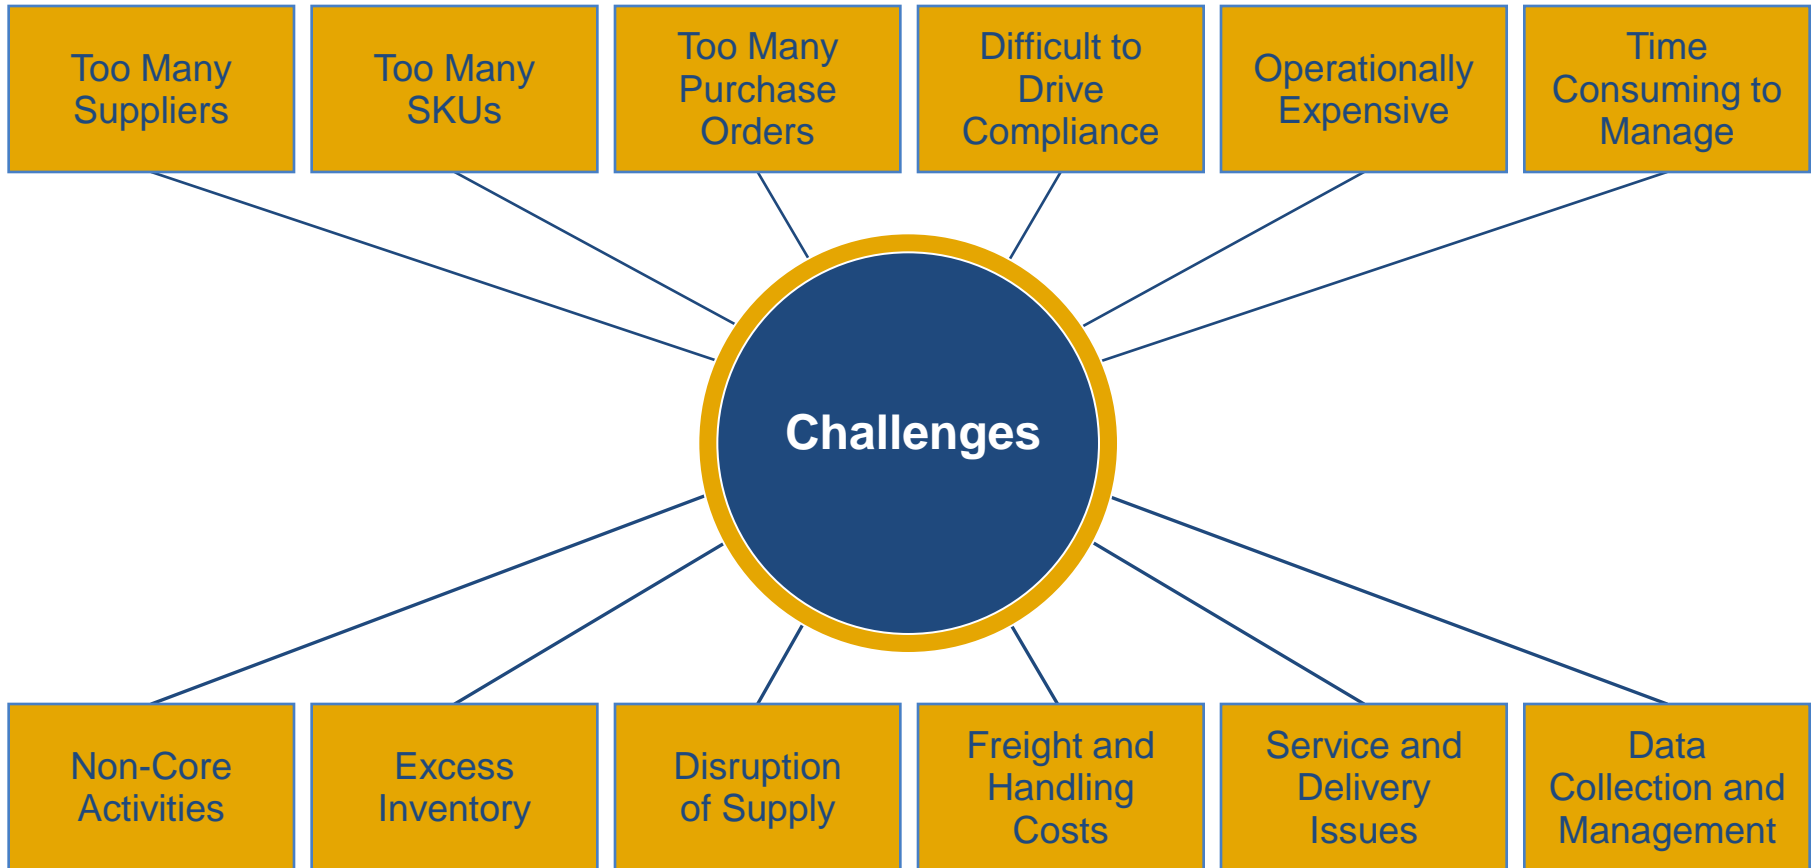 Too Many
Suppliers
Too Many
SKUs
Too Many
Purchase
Orders
Difficult to
Drive
Compliance
Operationally
Expensive
Time
Consuming to
Manage
Challenges
Non-Core
Activities
Excess
Inventory
Disruption
of Supply
Freight and
Handling
Costs
Service and
Delivery
Issues
Data
Collection and
Management